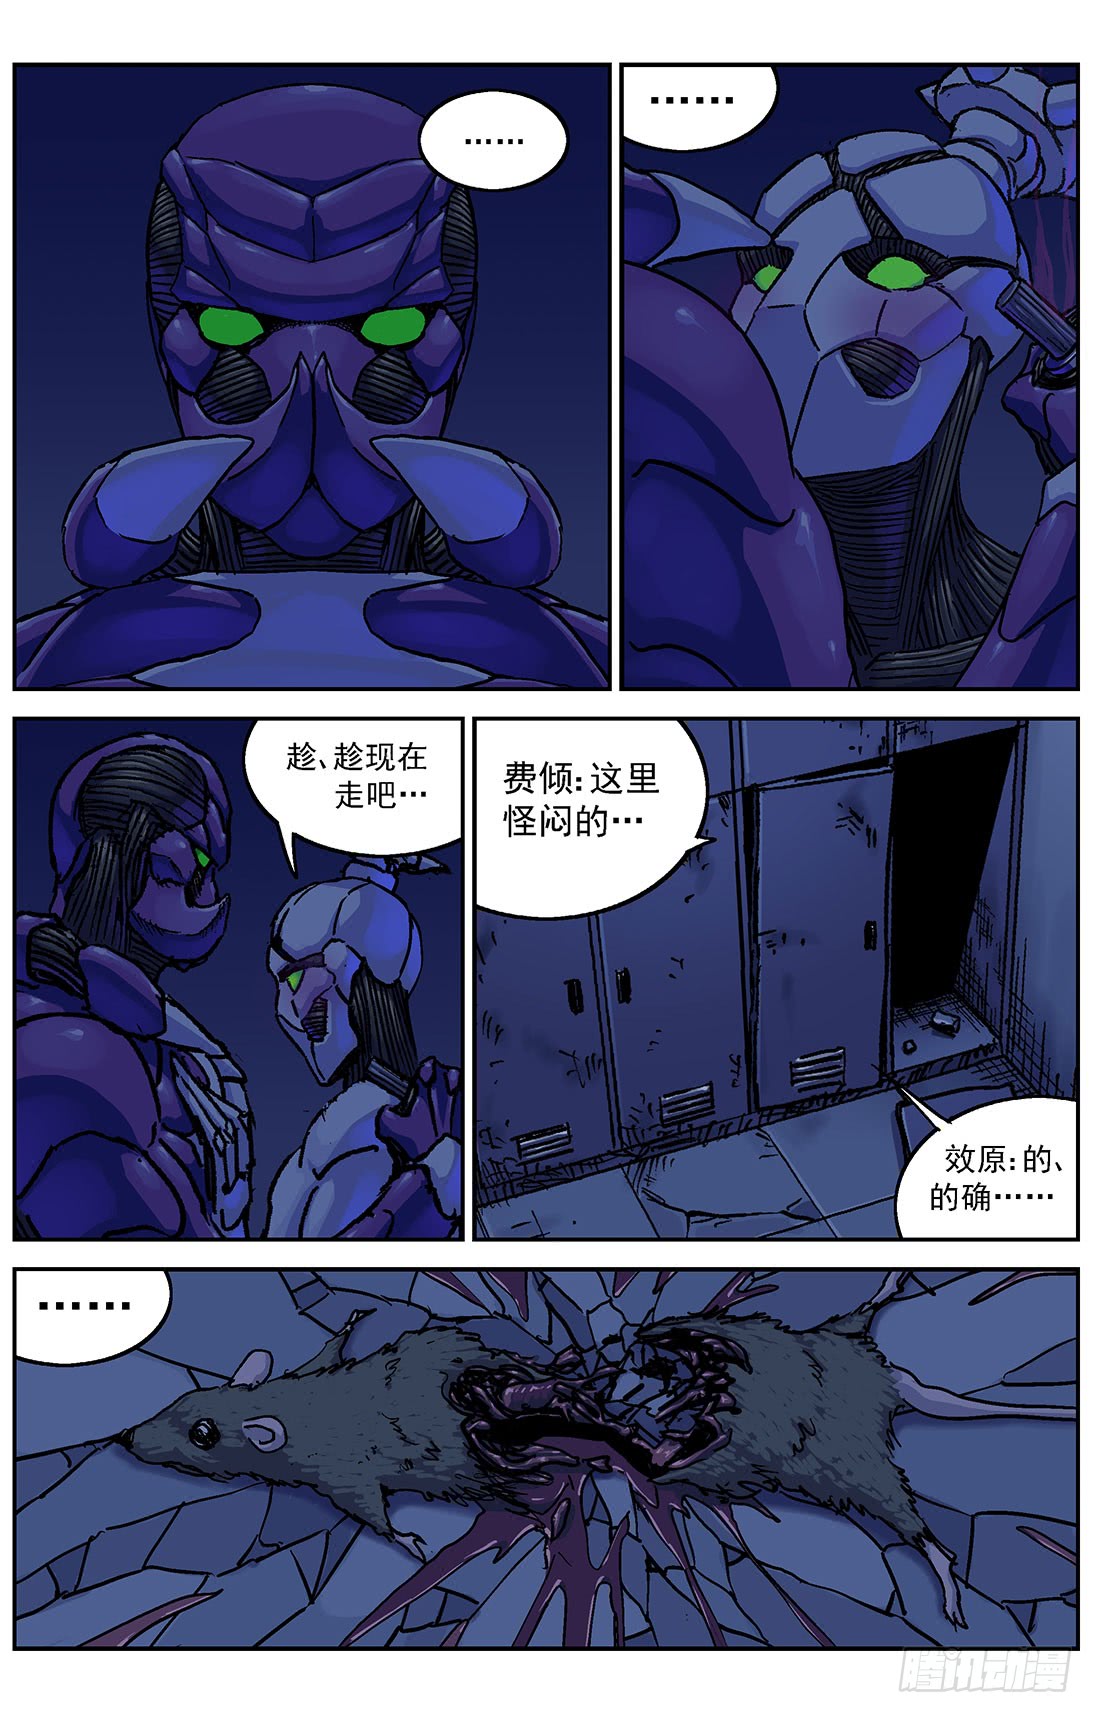 ……
……
趁、趁现在
走吧…
费倾:这里
怪闷的…
效原:的、
的确……
……
腾讯动漫